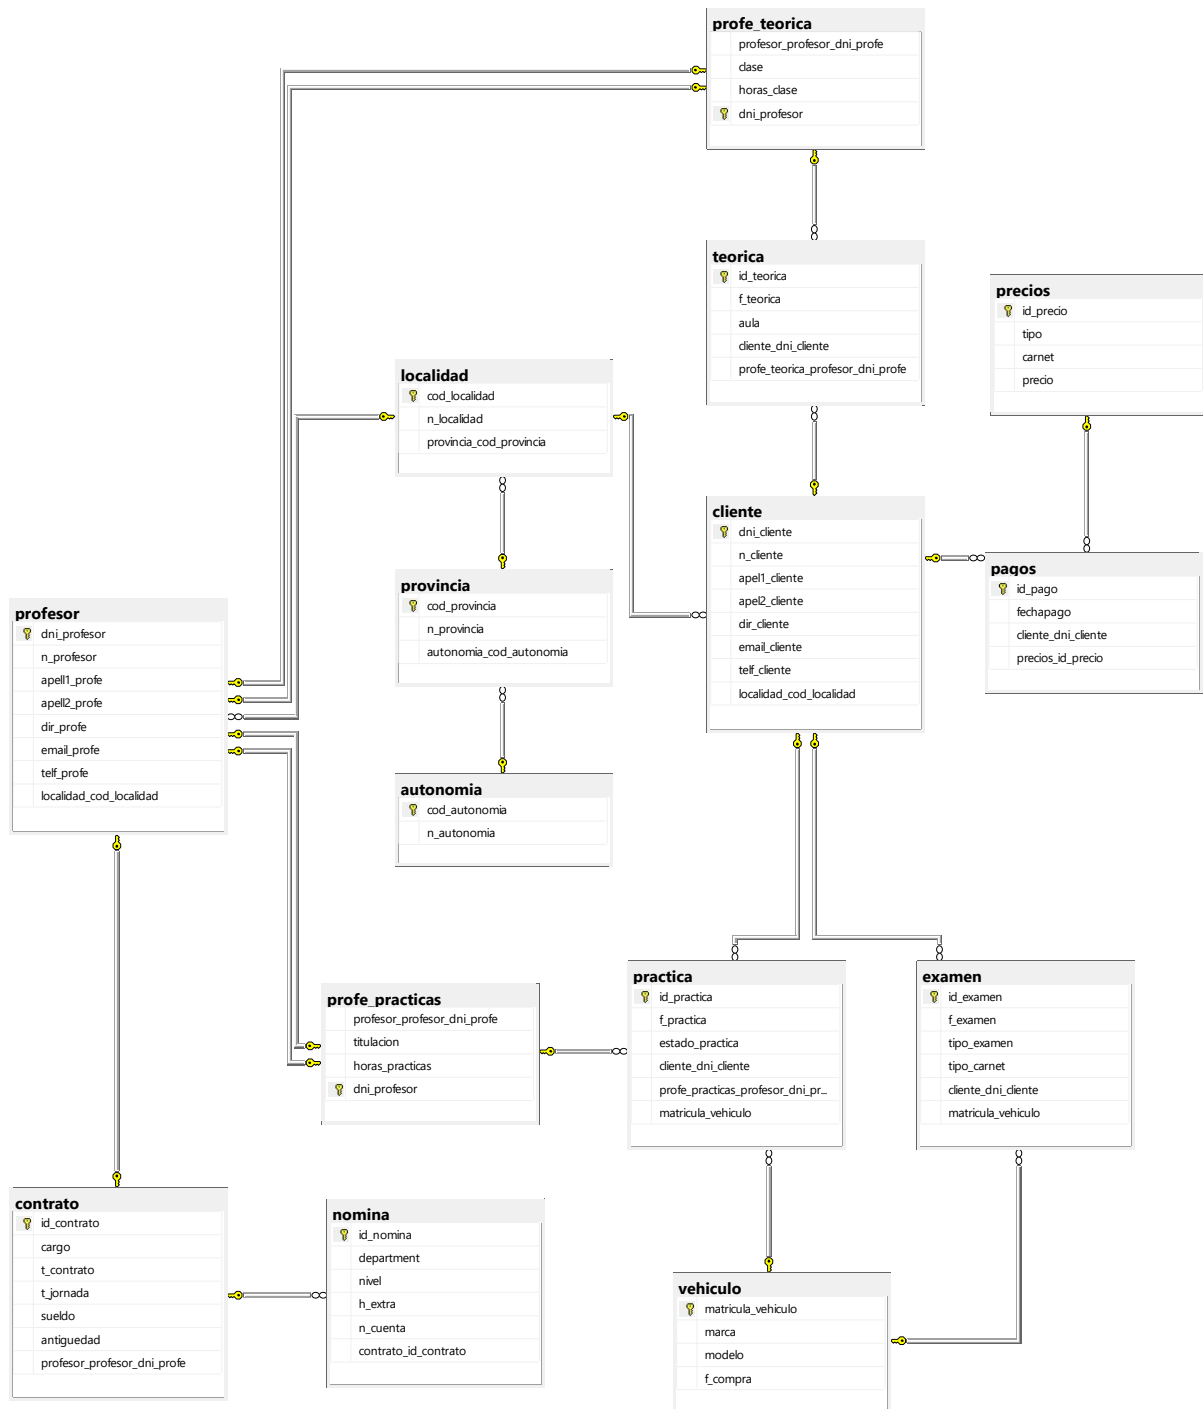 profe_teorica
profesor_profesor_dni_profe
clase
horas_clase
dni_profesor
teorica
id_teorica
f_teorica
aula
cliente_dni_cliente
profe_teorica_profesor_dni_profe
precios
id_precio
tipo
carnet
precio
localidad
cod_localidad
n_localidad
provincia_cod_provincia
cliente
dni_cliente
n_cliente
apel1_cliente
apel2_cliente
dir_cliente
email_cliente
telf_cliente
localidad_cod_localidad
pagos
id_pago
fechapago
cliente_dni_cliente
precios_id_precio
provincia
cod_provincia
n_provincia
autonomia_cod_autonomia
profesor
dni_profesor
n_profesor
apell1_profe
apell2_profe
dir_profe
email_profe
telf_profe
localidad_cod_localidad
autonomia
cod_autonomia
n_autonomia
profe_practicas
profesor_profesor_dni_profe
titulacion
horas_practicas
dni_profesor
practica
id_practica
f_practica
estado_practica
cliente_dni_cliente
profe_practicas_profesor_dni_pr...
matricula_vehiculo
examen
id_examen
f_examen
tipo_examen
tipo_carnet
cliente_dni_cliente
matricula_vehiculo
contrato
id_contrato
cargo
t_contrato
t_jornada
sueldo
antiguedad
profesor_profesor_dni_profe
nomina
id_nomina
department
nivel
h_extra
n_cuenta
contrato_id_contrato
vehiculo
matricula_vehiculo
marca
modelo
f_compra